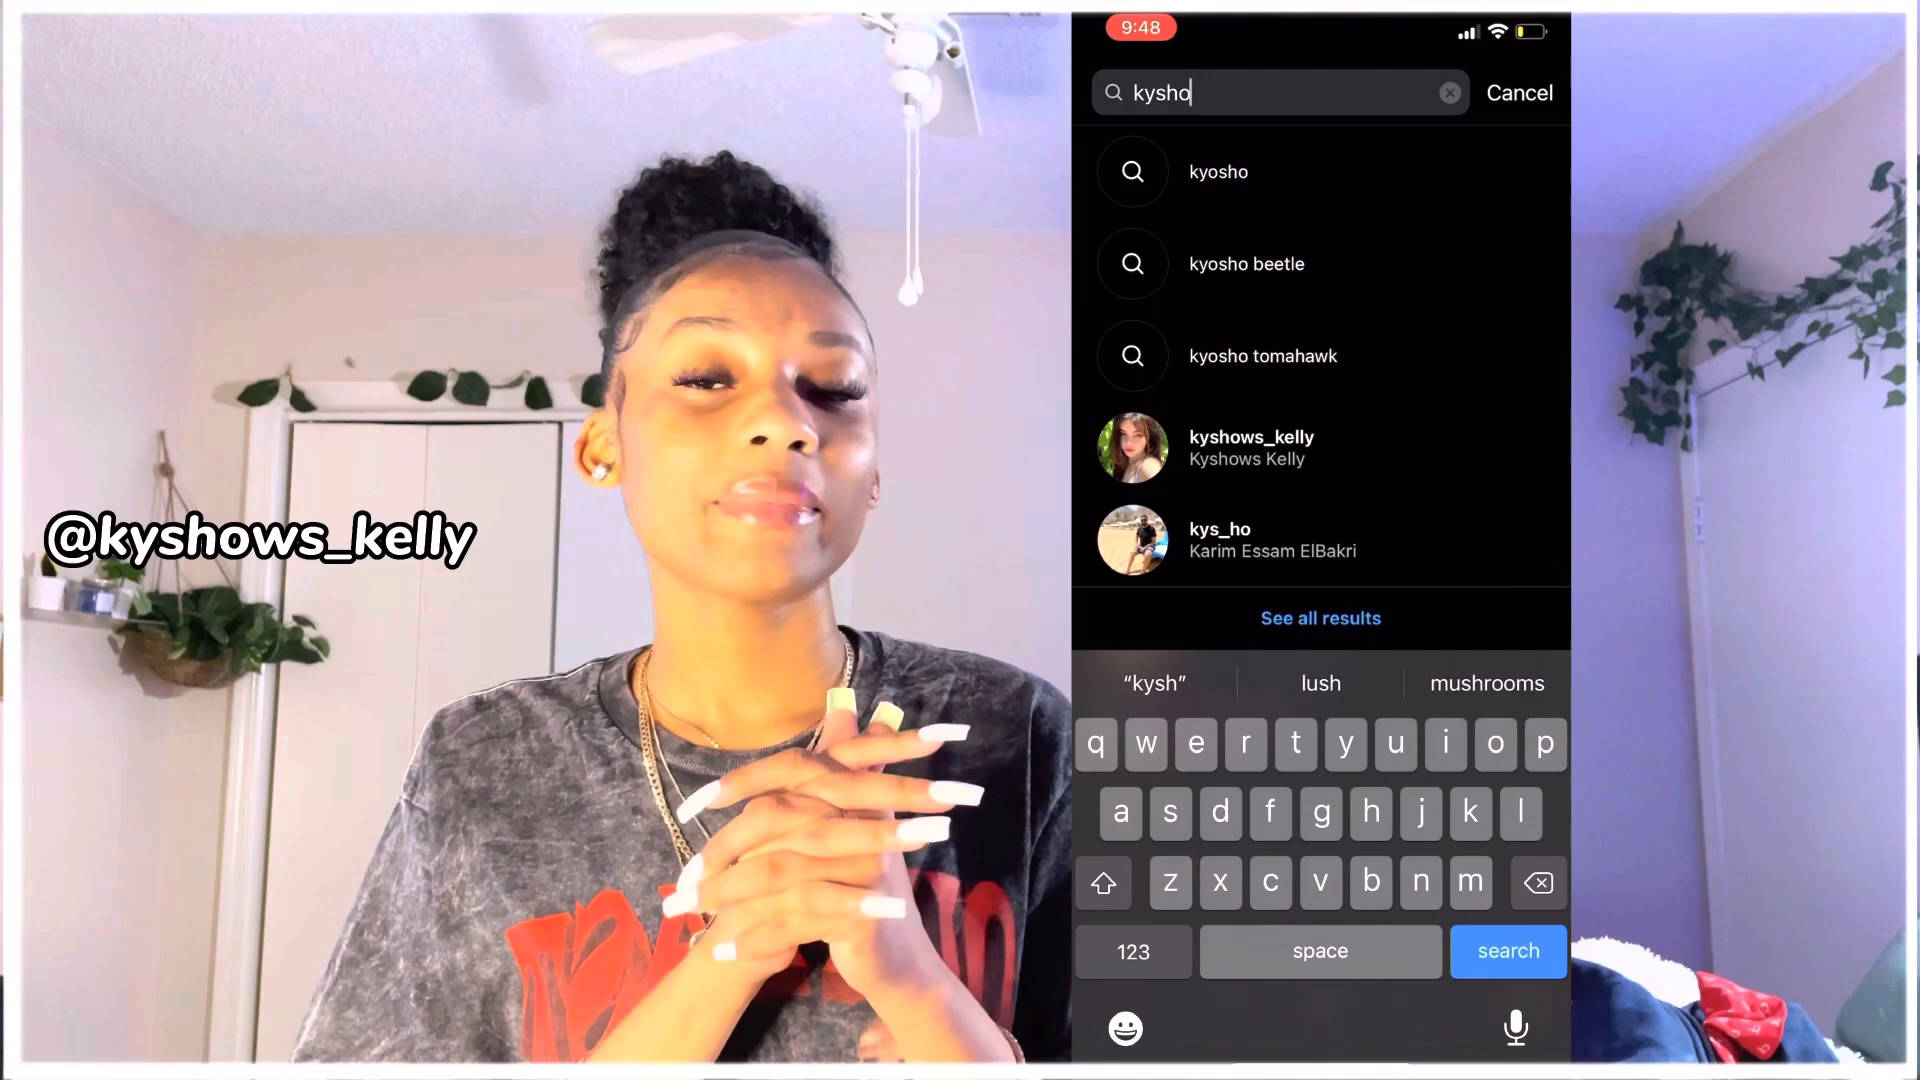 @kyshows_kelly
9:48
kysho
Cancel
kyosho
kyosho beetle
kyosho tomahawk
kyshows_kelly
Kyshows Kelly
kys_ho
Karim Essam ElBakri
See all results
“kysh” lush mushrooms
q w e r t y u i o p
a s d f g h j k l
z x c v b n m
123 space search